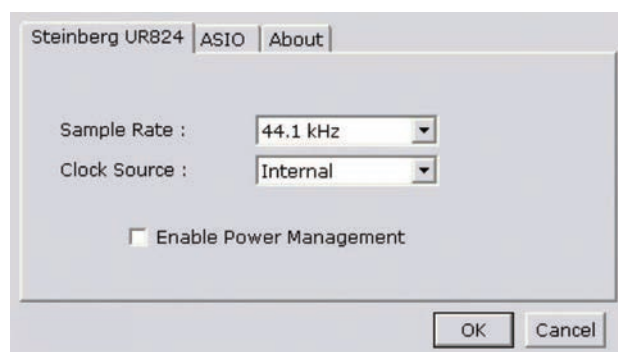 Steinberg UR824 ASIO About
Sample Rate : 44.1 kHz
Clock Source : Internal
Enable Power Management
OK Cancel